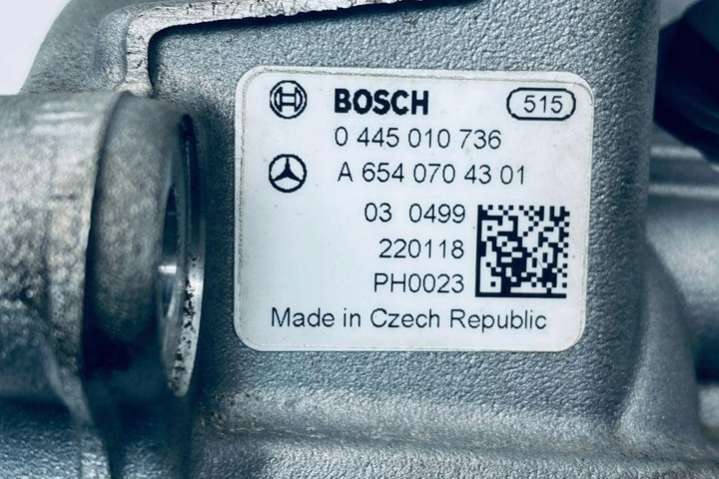 BOSCH 515
0 445 010 736
A 654 070 43 01
03 0499
220118
PH0023
Made in Czech Republic